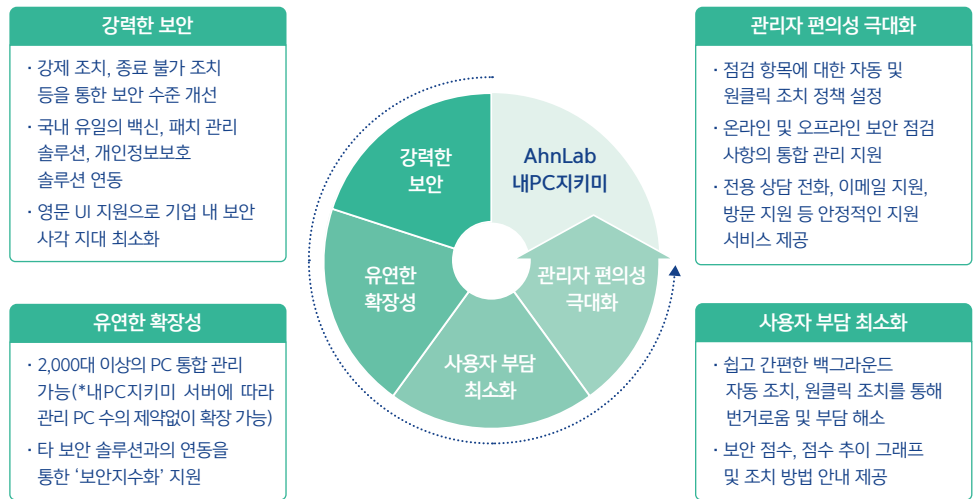 강력한 보안
· 강제 조치, 종료 불가 조치
등을 통한 보안 수준 개선
· 국내 유일의 백신, 패치 관리
솔루션, 개인정보보호
솔루션 연동
· 영문 UI 지원으로 기업 내 보안
사각 지대 최소화
유연한 확장성
· 2,000대 이상의 PC 통합 관리
가능(*내PC지키미 서버에 따라
관리 PC 수의 제약없이 확장 가능)
· 타 보안 솔루션과의 연동을
통한 ‘보안지수화’ 지원
강력한
보안
AhnLab
내PC지키미
유연한
확장성
관리자 편의성
극대화
사용자 부담
최소화
관리자 편의성 극대화
· 점검 항목에 대한 자동 및
원클릭 조치 정책 설정
· 온라인 및 오프라인 보안 점검
사항의 통합 관리 지원
· 전용 상담 전화, 이메일 지원,
방문 지원 등 안정적인 지원
서비스 제공
사용자 부담 최소화
· 쉽고 간편한 백그라운드
자동 조치, 원클릭 조치를 통해
번거로움 및 부담 해소
· 보안 점수, 점수 추이 그래프
및 조치 방법 안내 제공